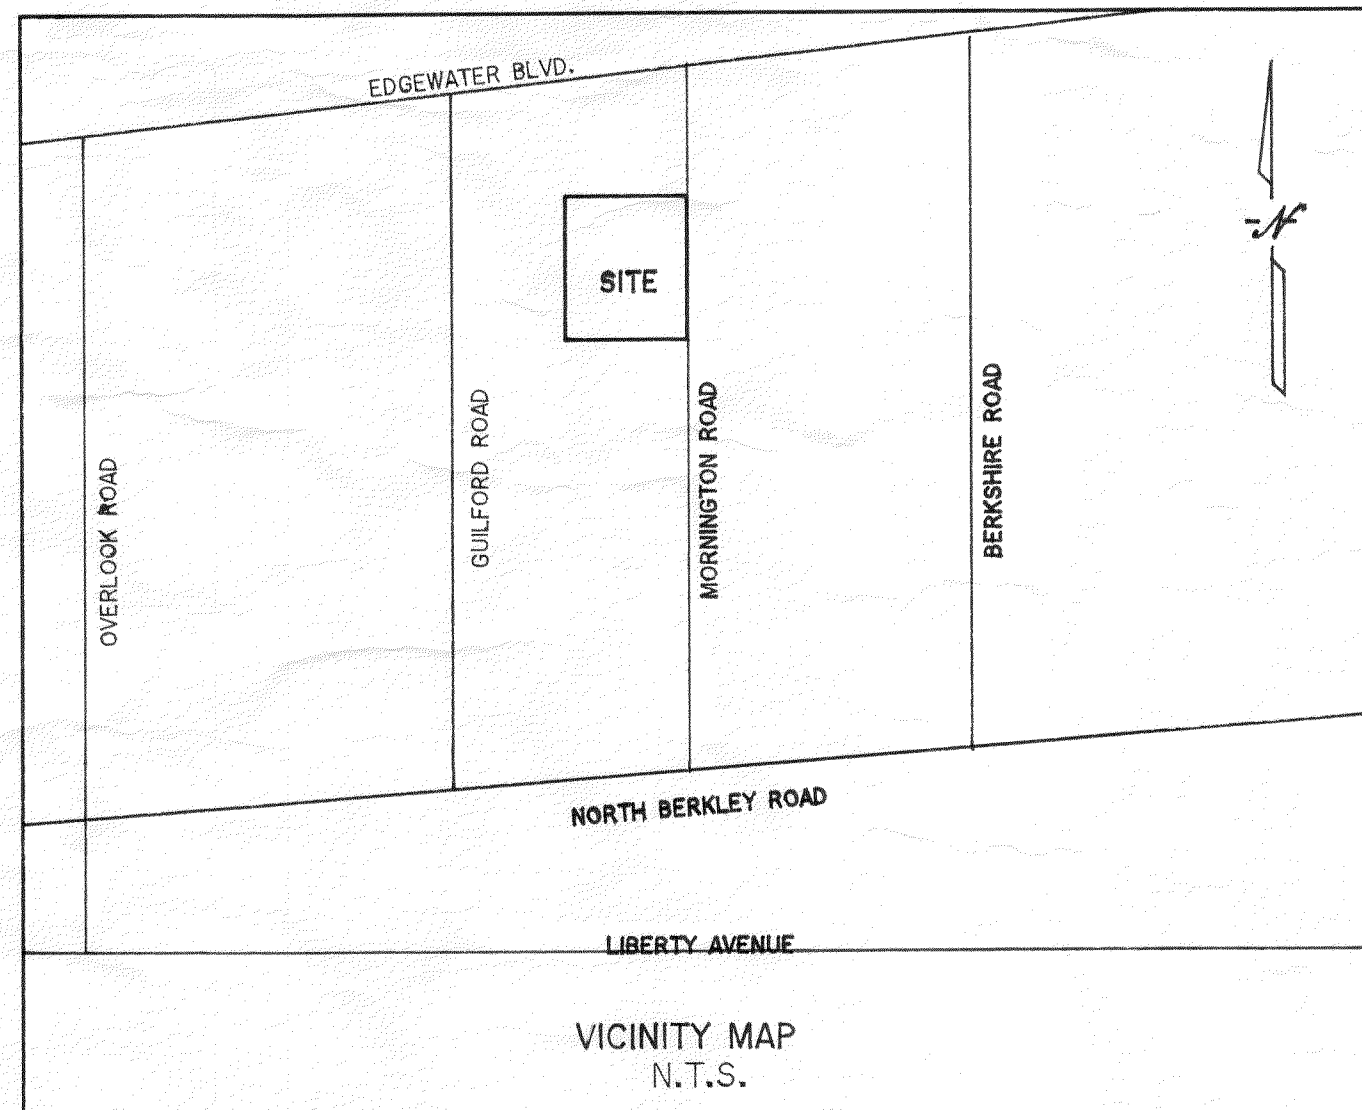 EDGEWATER BLVD.
-N-
SITE
OVERLOOK ROAD
GUILFORD ROAD
MORNINGTON ROAD
BERKSHIRE ROAD
NORTH BERKLEY ROAD
LIBERTY AVENUE
VICINITY MAP
N.T.S.